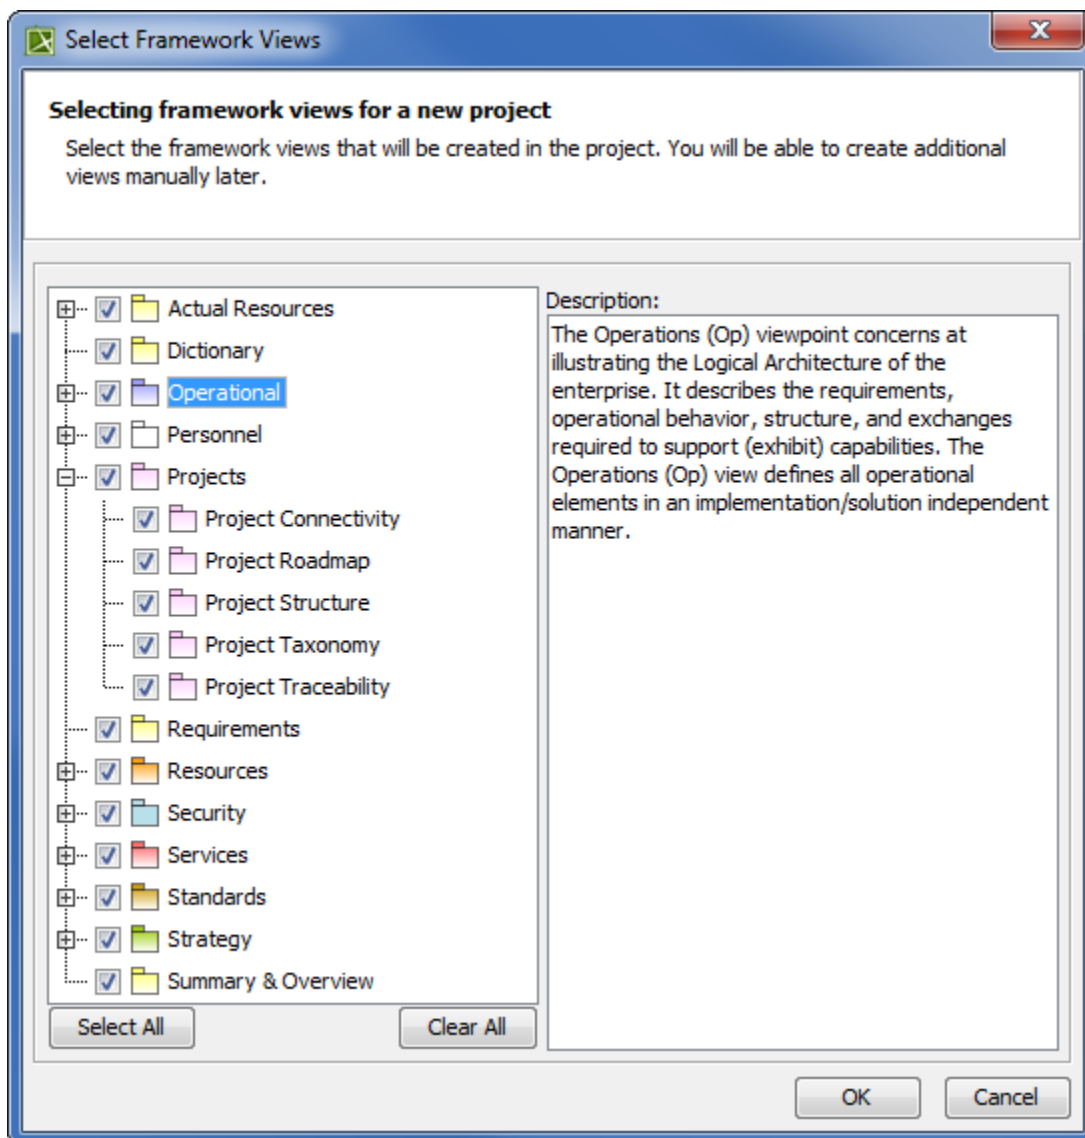 Select Framework Views
Selecting framework views for a new project
Select the framework views that will be created in the project. You will be able to create additional
views manually later.
Actual Resources
Dictionary
Operational
Personnel
Projects
Project Connectivity
Project Roadmap
Project Structure
Project Taxonomy
Project Traceability
Requirements
Resources
Security
Services
Standards
Strategy
Summary & Overview
Select All
Clear All
Description:
The Operations (Op) viewpoint concerns at
illustrating the Logical Architecture of the
enterprise. It describes the requirements,
operational behavior, structure, and exchanges
required to support (exhibit) capabilities. The
Operations (Op) view defines all operational
elements in an implementation/solution independent
manner.
OK
Cancel